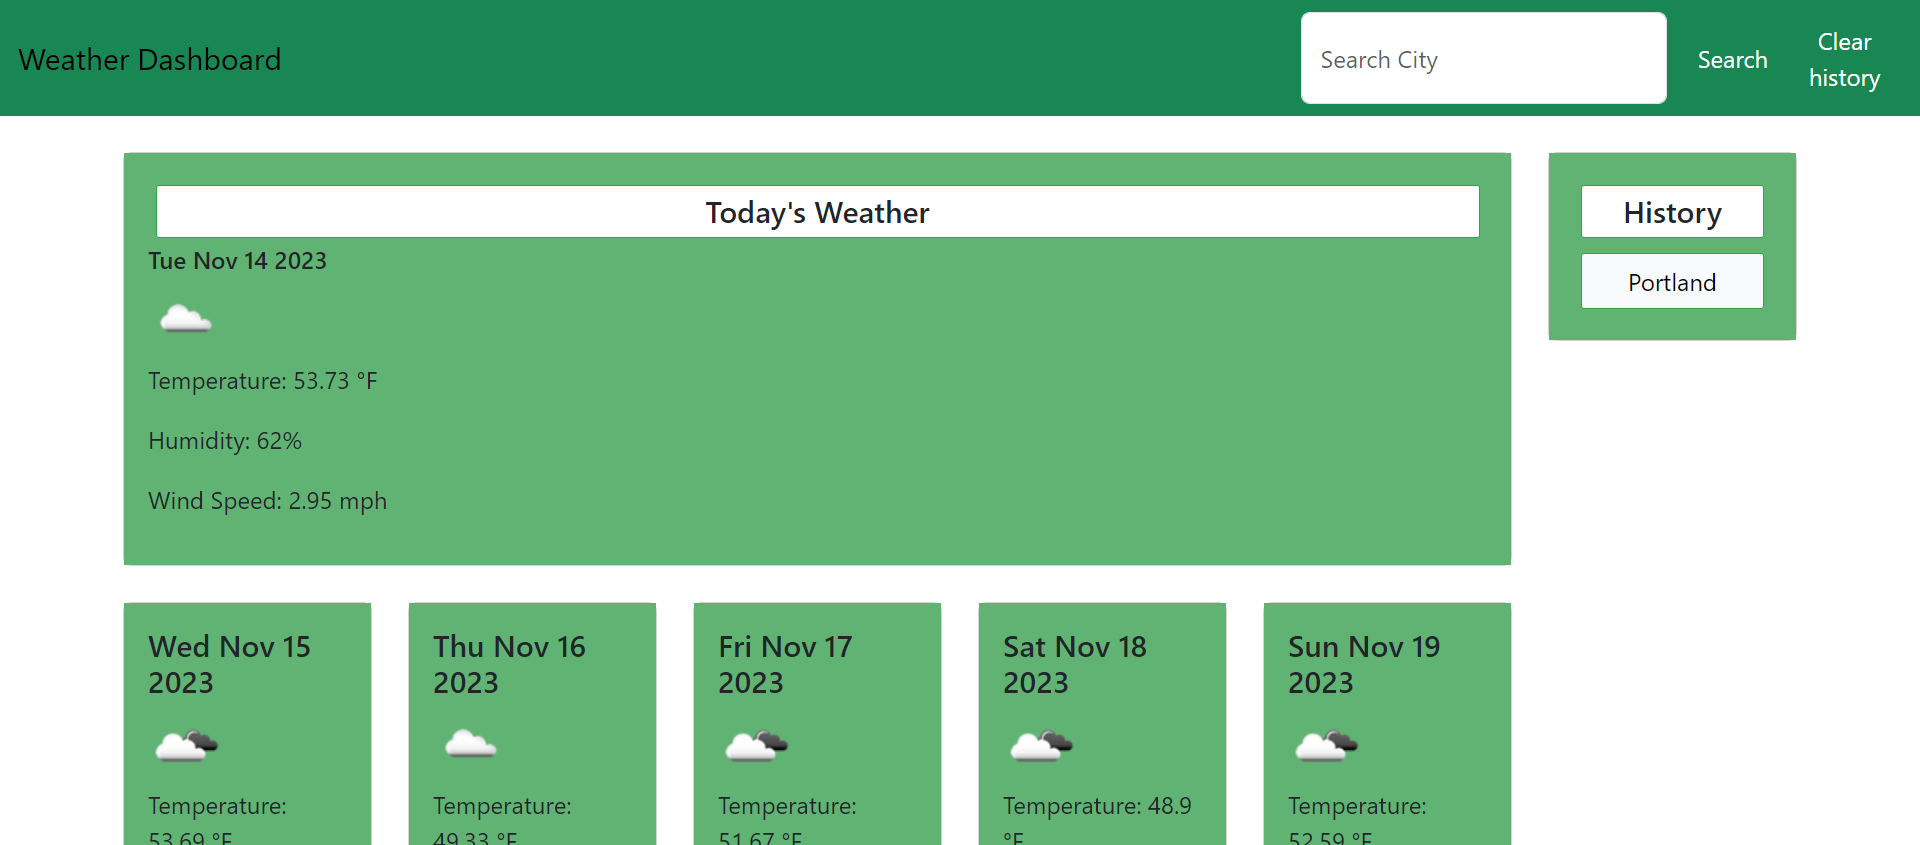 Weather Dashboard
Search City
Search
Clear
history
Today's Weather
Tue Nov 14 2023
Temperature: 53.73 °F
Humidity: 62%
Wind Speed: 2.95 mph
History
Portland
Wed Nov 15
2023
Temperature:
53.69 °F
Thu Nov 16
2023
Temperature:
49.33 °F
Fri Nov 17
2023
Temperature:
51.67 °F
Sat Nov 18
2023
Temperature: 48.9
°F
Sun Nov 19
2023
Temperature:
52.59 °F